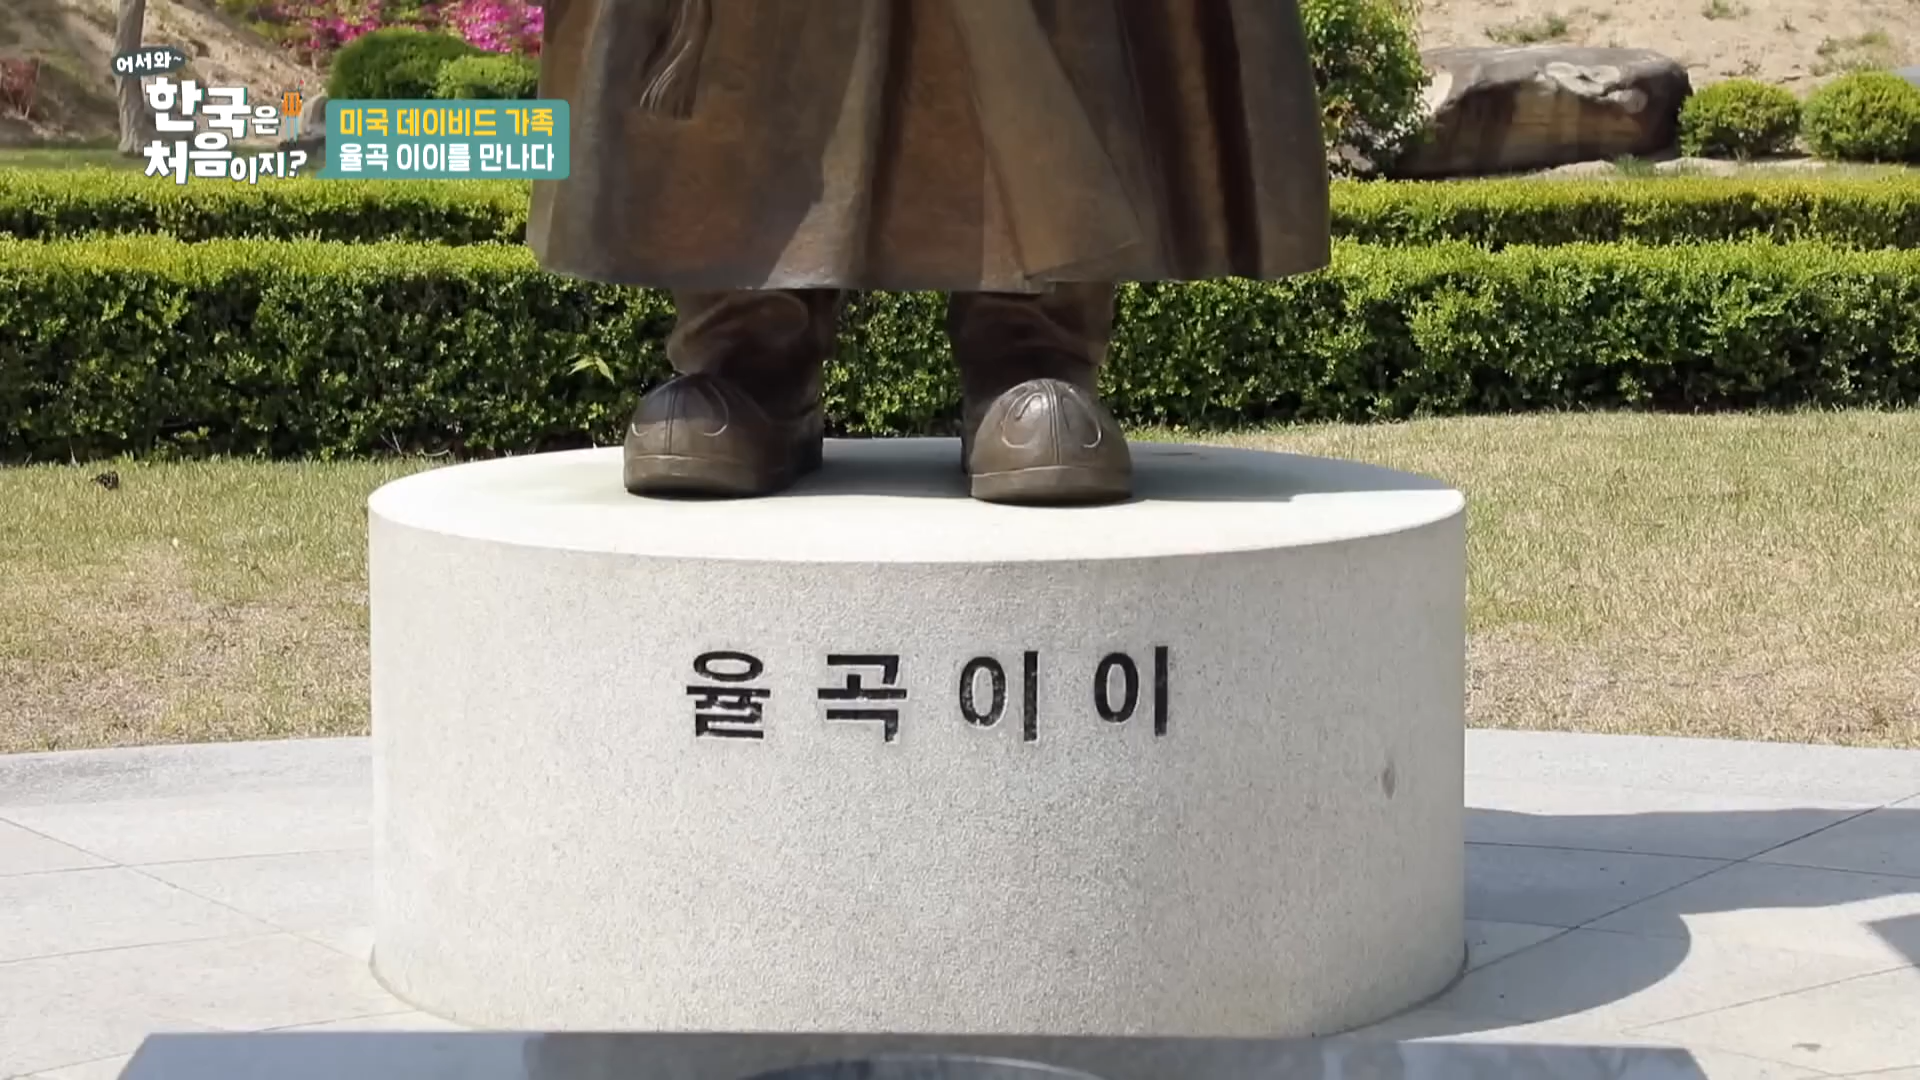 어서와~
한국은
처음이지?
미국 데이비드 가족
율곡 이이를 만나다
율곡이이